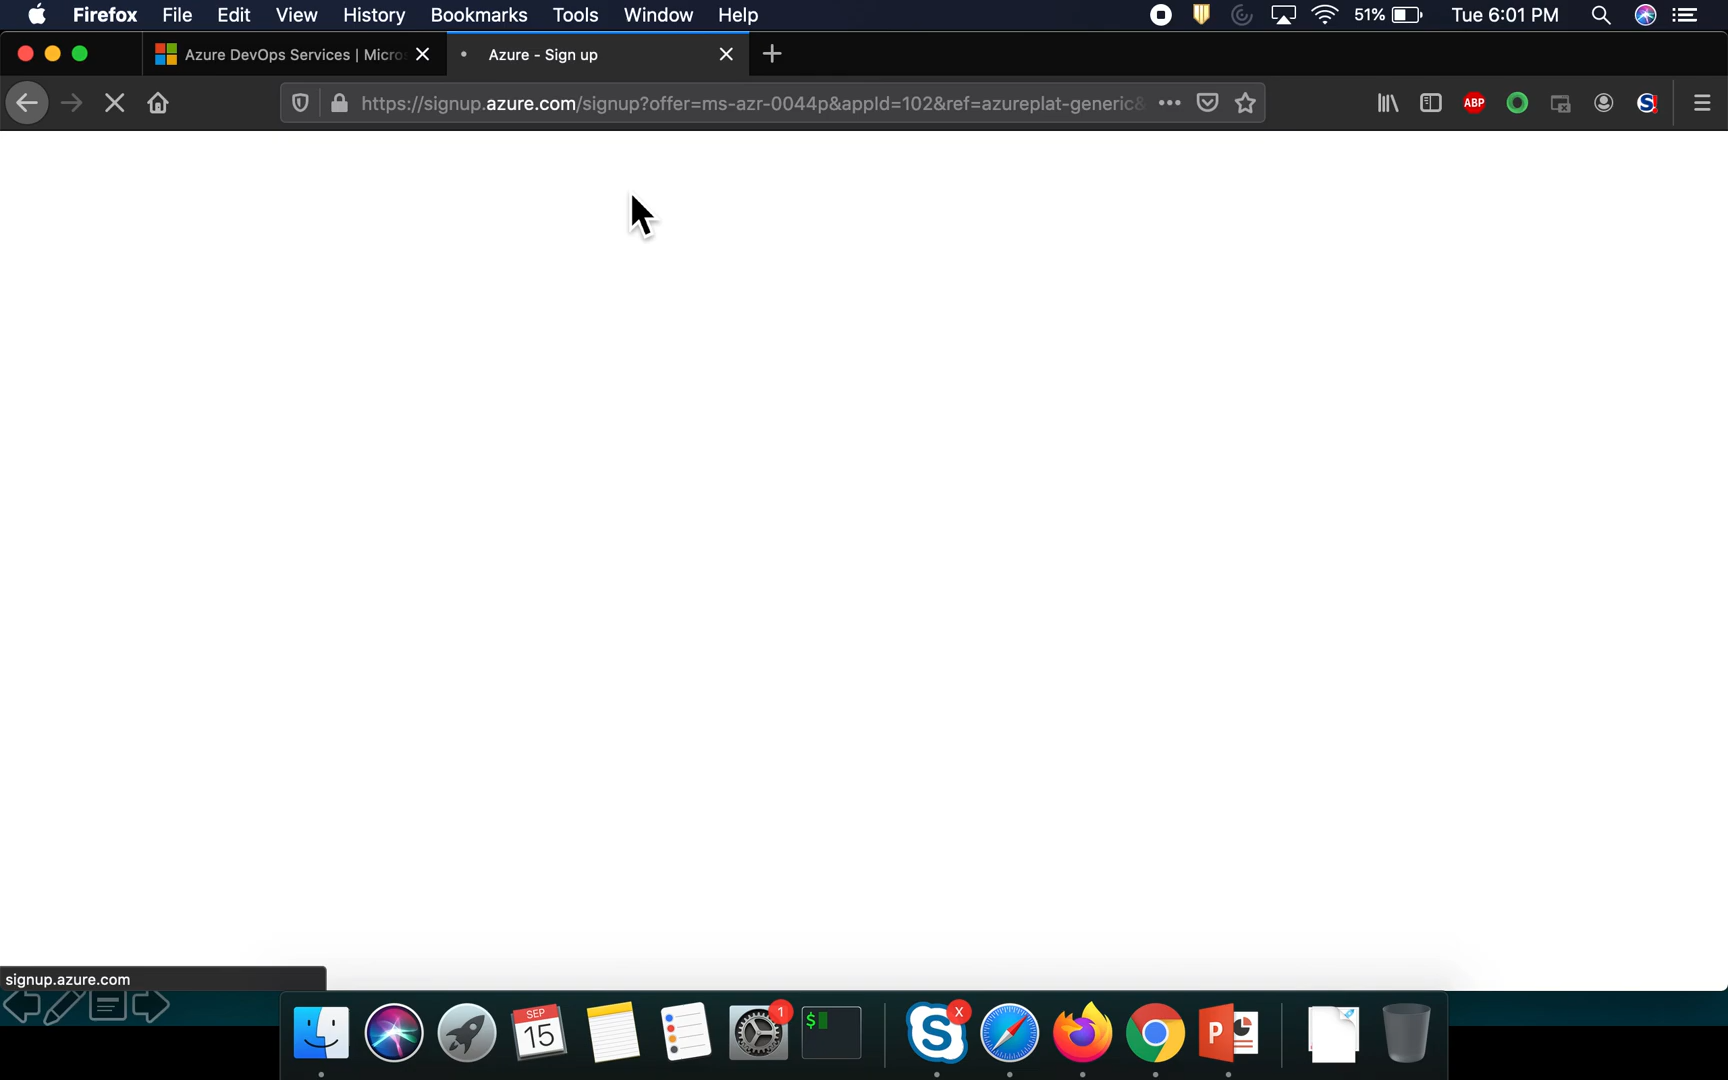 Firefox File Edit View History Bookmarks Tools Window Help 51% Tue 6:01 PM
Azure DevOps Services | Micro
Azure - Sign up
https://signup.azure.com/signup?offer=ms-azr-0044p&appId=102&ref=azureplat-generic&
ABP
S!
signup.azure.com
SEP
15
1
$
S
X
P